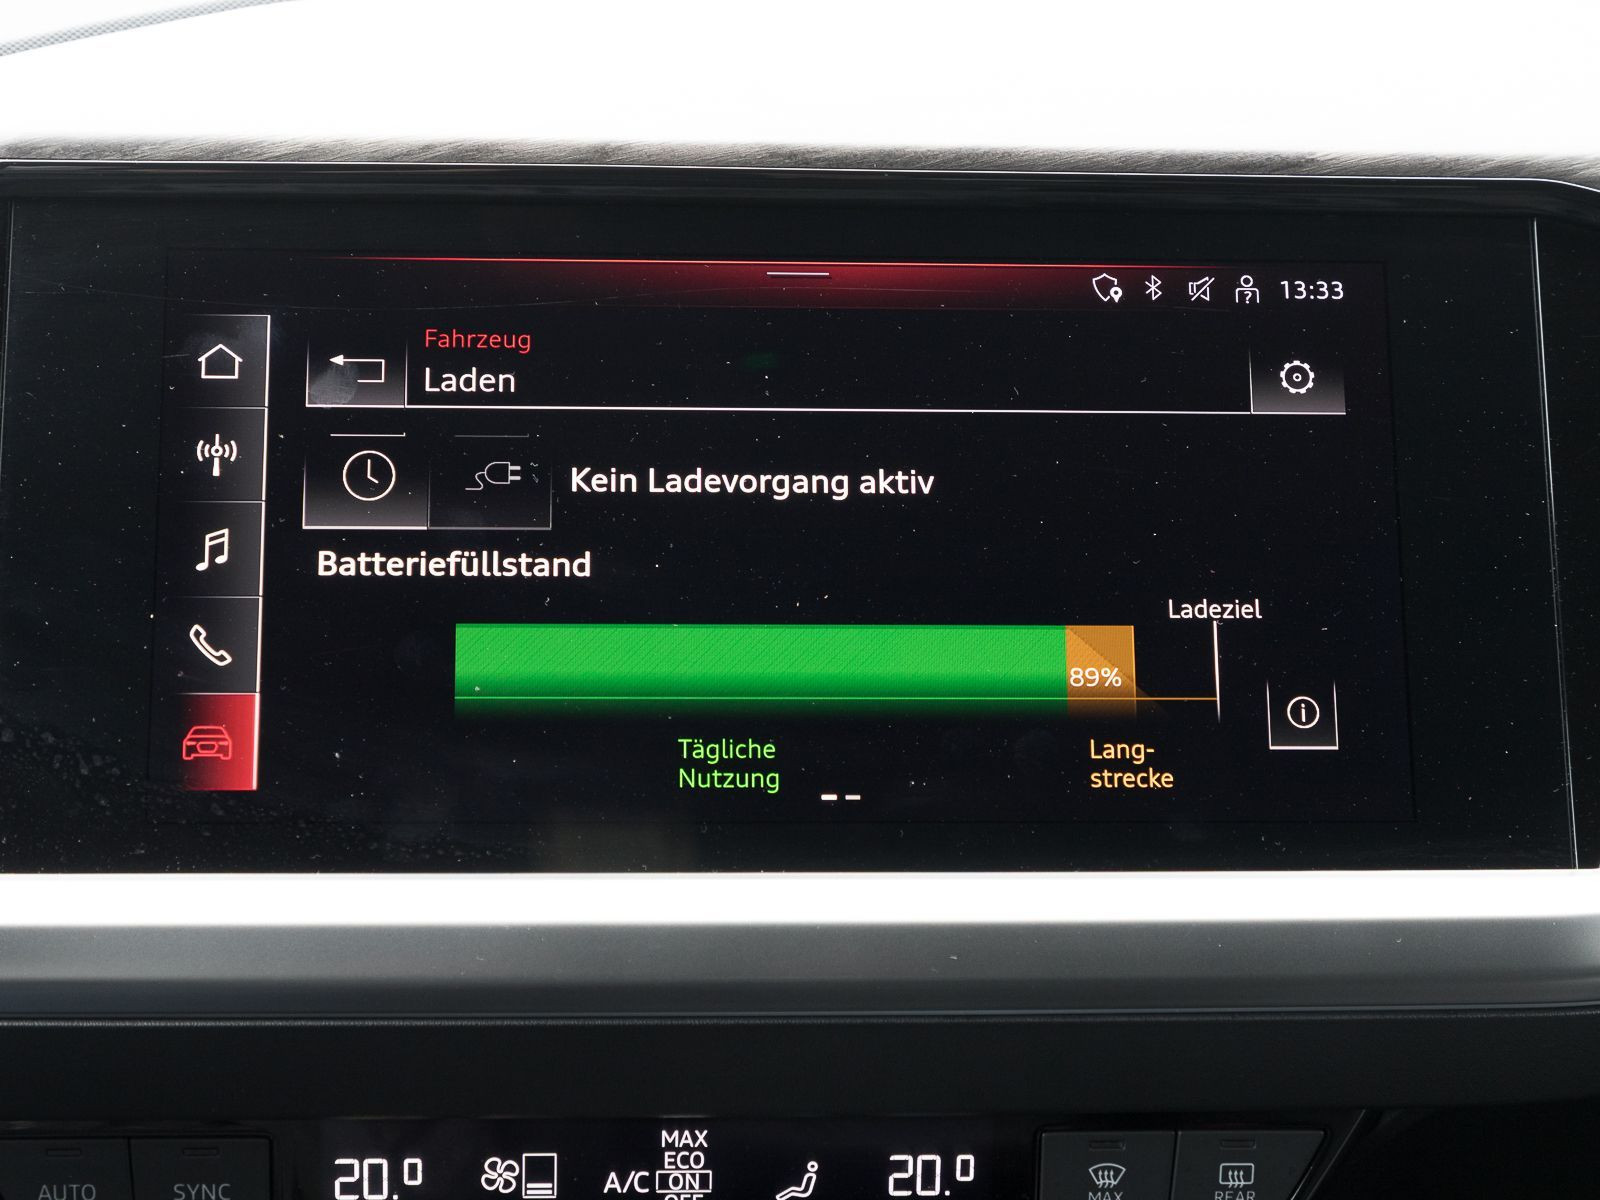 13:33
Fahrzeug
Laden
Kein Ladevorgang aktiv
Batteriefüllstand
Ladeziel
89%
Tägliche
Nutzung
Lang-
strecke
--
MAX
ECO
20.0
A/C ON
20.0
OFF
AUTO
SYNC
MAX
REAR